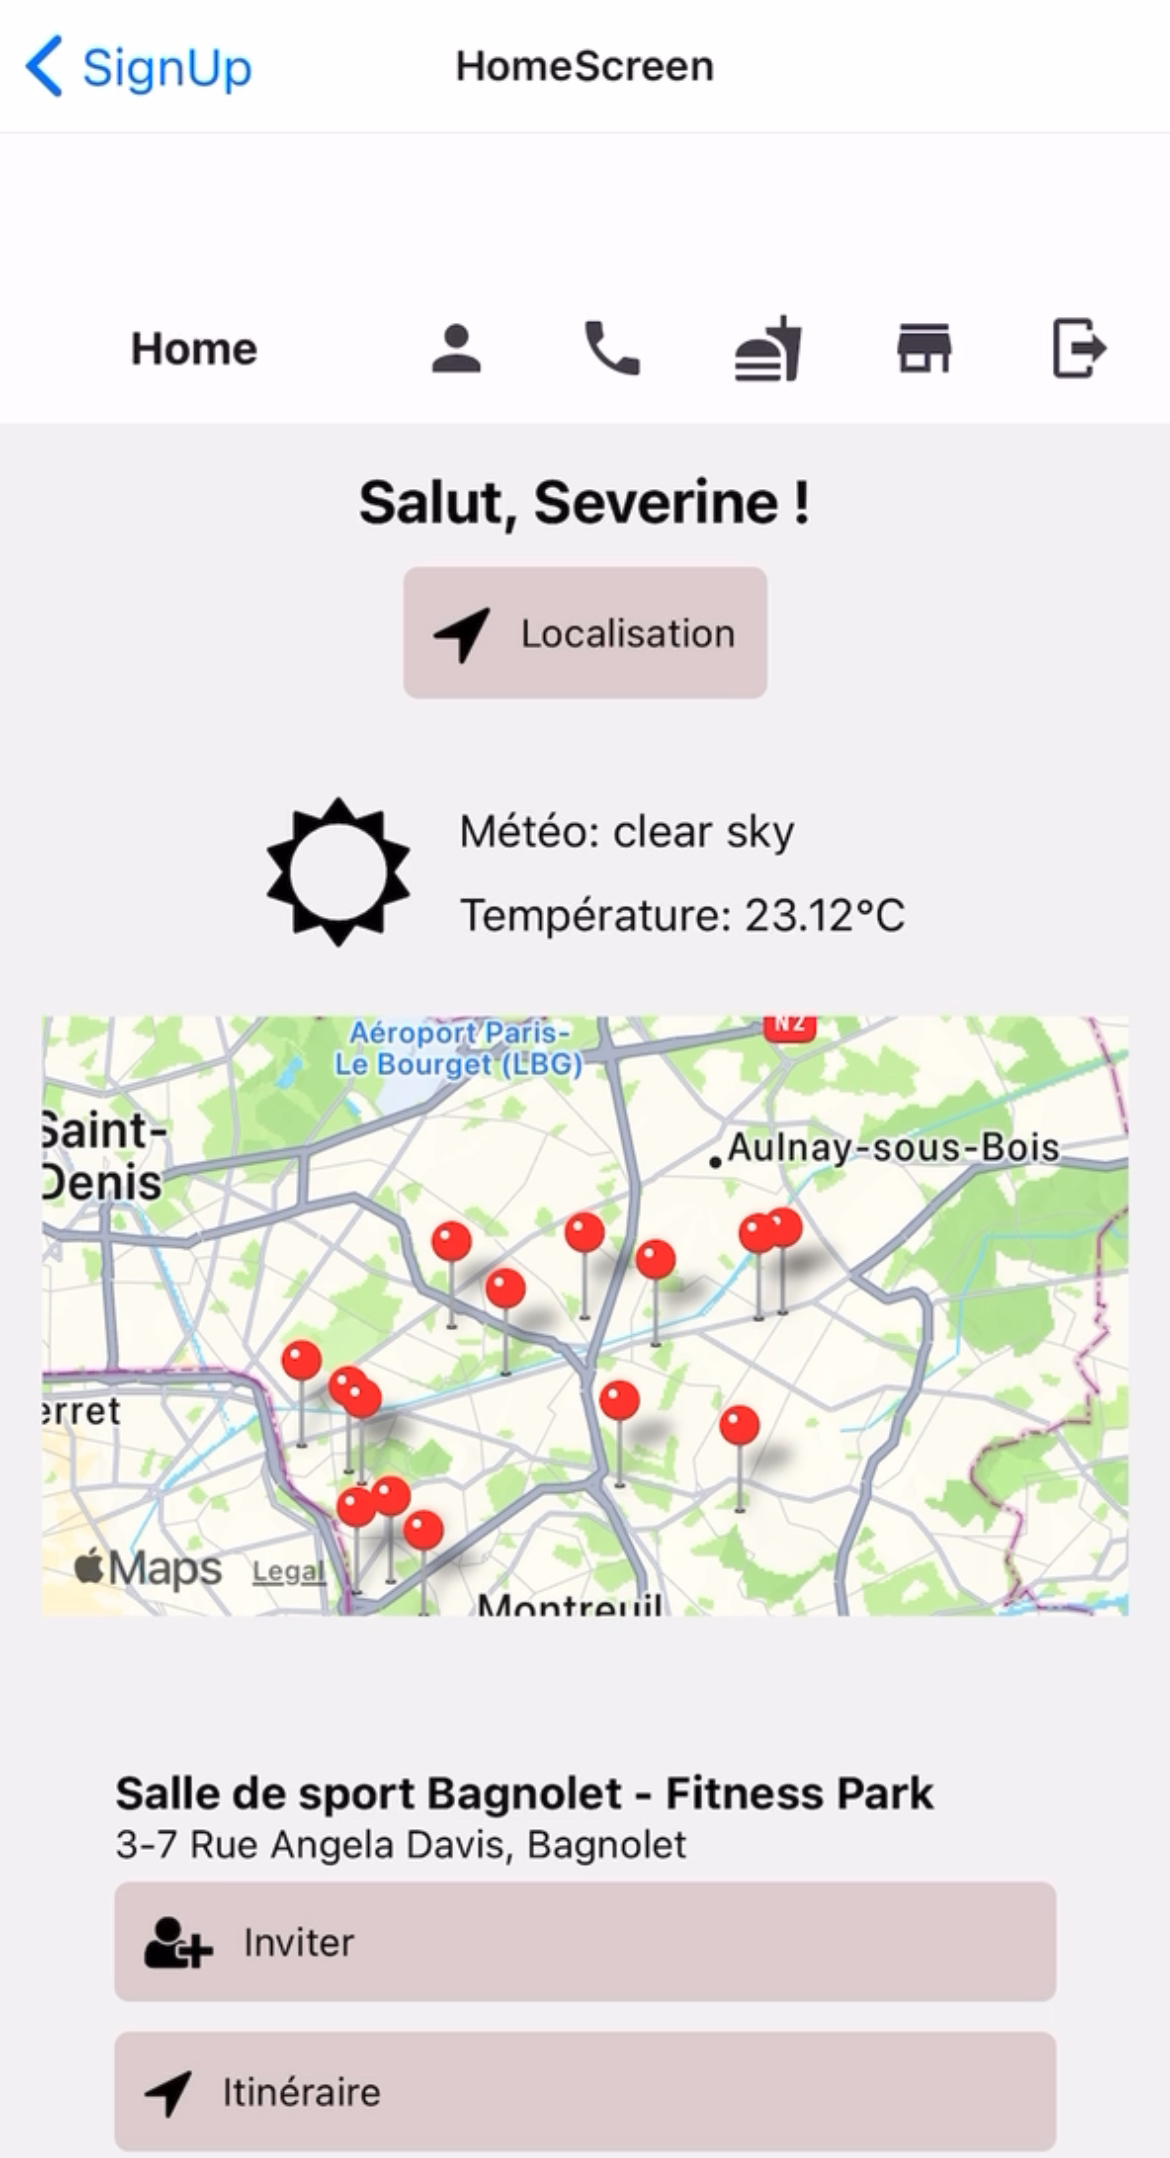 SignUp
HomeScreen
Home
Salut, Severine !
Localisation
Météo: clear sky
Température: 23.12°C
Aéroport Paris-
Le Bourget (LBG)
N2
Saint-
Denis
Aulnay-sous-Bois
erret
Maps
Legal
Montreuil
Salle de sport Bagnolet - Fitness Park
3-7 Rue Angela Davis, Bagnolet
Inviter
Itinéraire